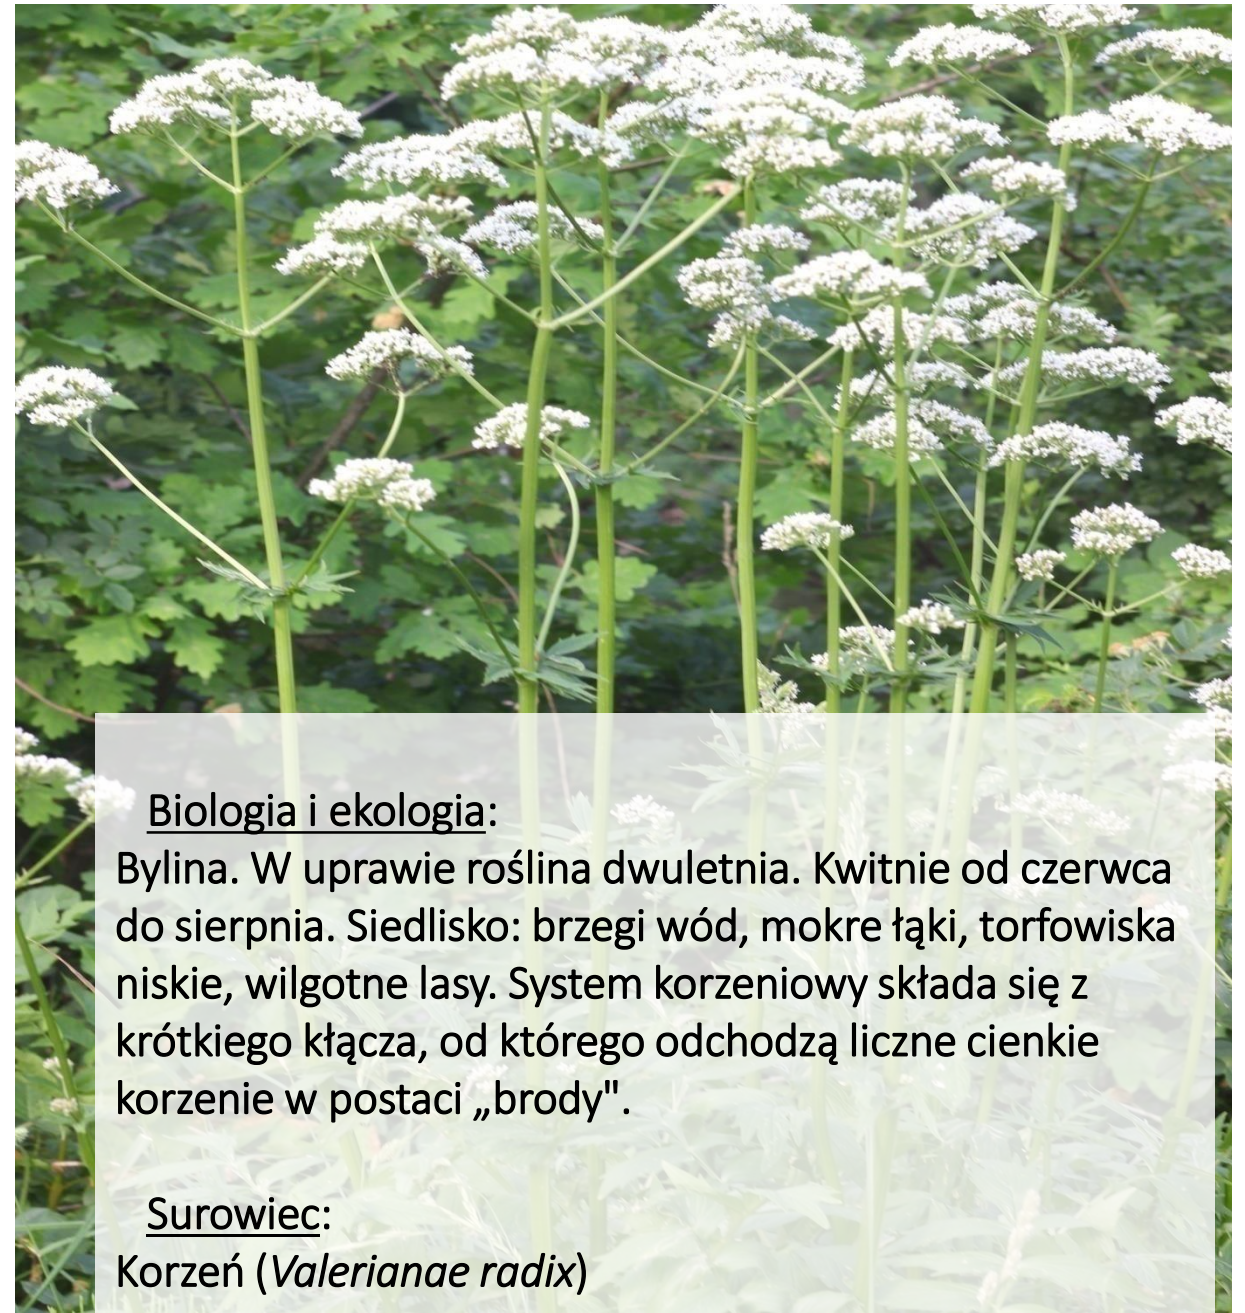 Biologia i ekologia:
Bylina. W uprawie roślina dwuletnia. Kwitnie od czerwca
do sierpnia. Siedlisko: brzegi wód, mokre łąki, torfowiska
niskie, wilgotne lasy. System korzeniowy składa się z
krótkiego kłącza, od którego odchodzą liczne cienkie
korzenie w postaci „brody".
Surowiec:
Korzeń (Valerianae radix)